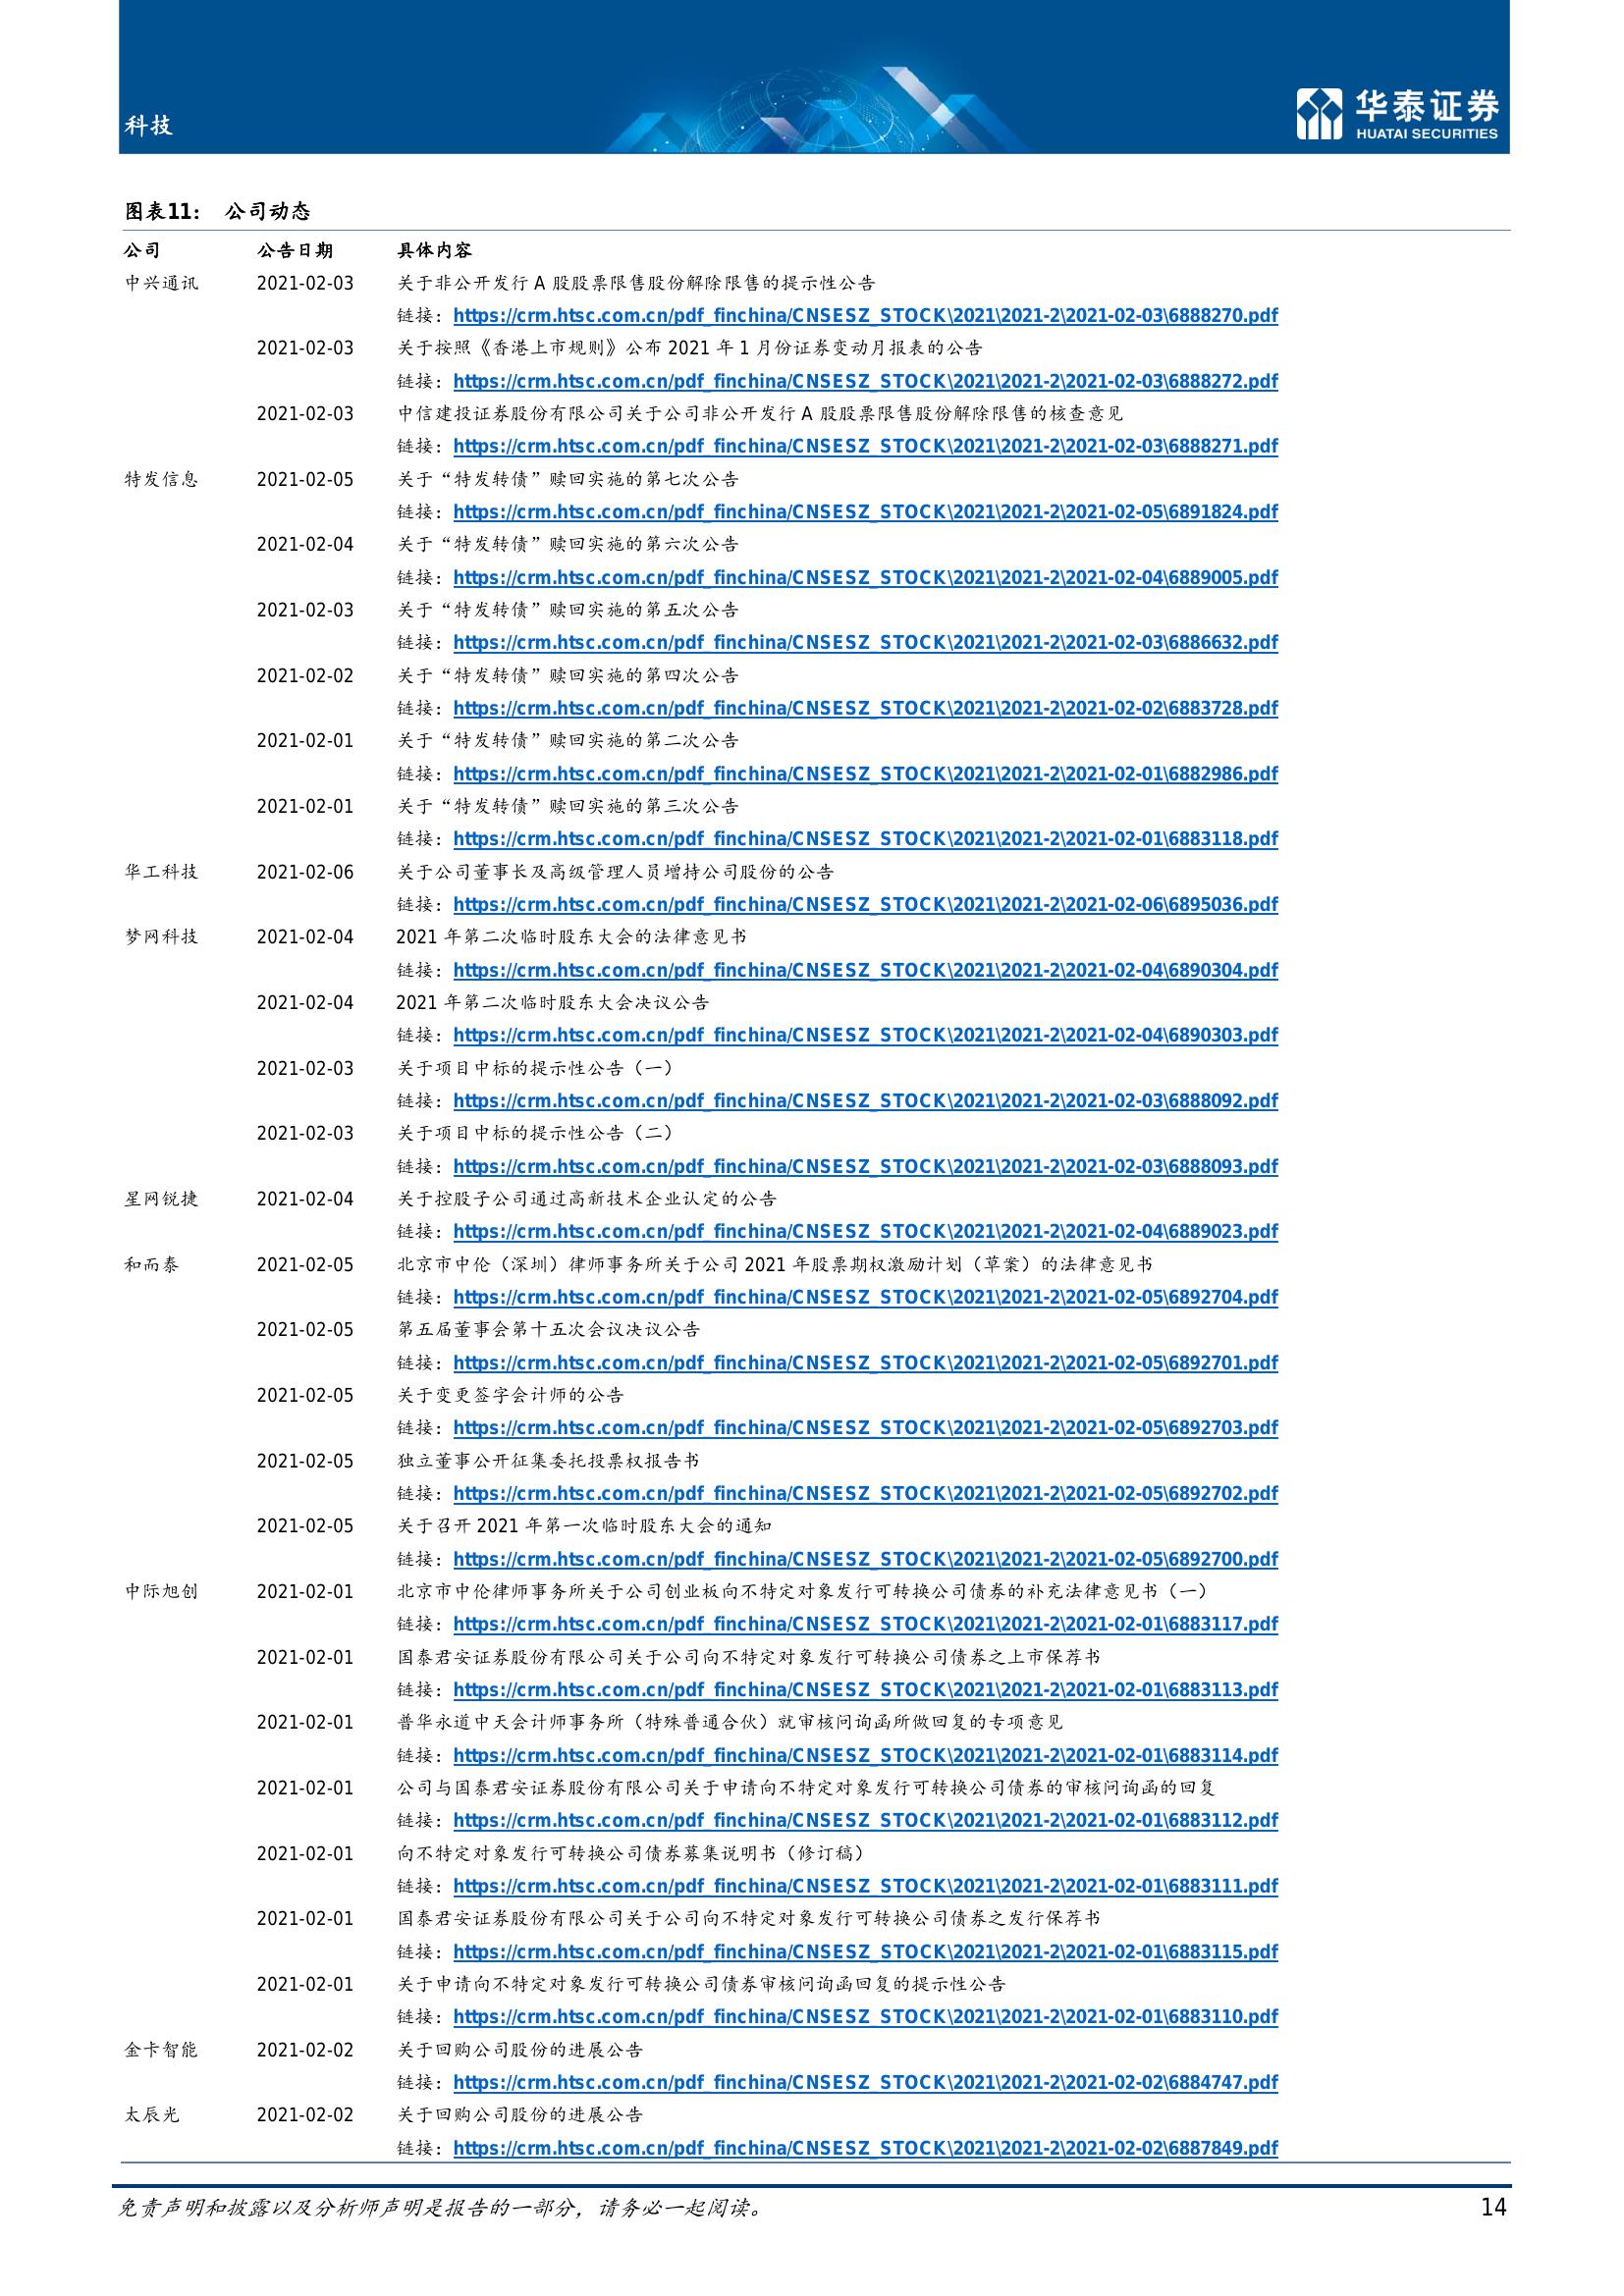 科技
华泰证券
HUATAI SECURITIES
图表11： 公司动态
公司 公告日期 具体内容
中兴通讯 2021-02-03 关于非公开发行 A 股股票限售股份解除限售的提示性公告
链接：https://crm.htsc.com.cn/pdf_finchina/CNSESZ_STOCK\2021\2021-2\2021-02-03\6888270.pdf
2021-02-03 关于按照《香港上市规则》公布 2021 年 1 月份证券变动月报表的公告
链接：https://crm.htsc.com.cn/pdf_finchina/CNSESZ_STOCK\2021\2021-2\2021-02-03\6888272.pdf
2021-02-03 中信建投证券股份有限公司关于公司非公开发行 A 股股票限售股份解除限售的核查意见
链接：https://crm.htsc.com.cn/pdf_finchina/CNSESZ_STOCK\2021\2021-2\2021-02-03\6888271.pdf
特发信息 2021-02-05 关于“特发转债”赎回实施的第七次公告
链接：https://crm.htsc.com.cn/pdf_finchina/CNSESZ_STOCK\2021\2021-2\2021-02-05\6891824.pdf
2021-02-04 关于“特发转债”赎回实施的第六次公告
链接：https://crm.htsc.com.cn/pdf_finchina/CNSESZ_STOCK\2021\2021-2\2021-02-04\6889005.pdf
2021-02-03 关于“特发转债”赎回实施的第五次公告
链接：https://crm.htsc.com.cn/pdf_finchina/CNSESZ_STOCK\2021\2021-2\2021-02-03\6886632.pdf
2021-02-02 关于“特发转债”赎回实施的第四次公告
链接：https://crm.htsc.com.cn/pdf_finchina/CNSESZ_STOCK\2021\2021-2\2021-02-02\6883728.pdf
2021-02-01 关于“特发转债”赎回实施的第二次公告
链接：https://crm.htsc.com.cn/pdf_finchina/CNSESZ_STOCK\2021\2021-2\2021-02-01\6882986.pdf
2021-02-01 关于“特发转债”赎回实施的第三次公告
链接：https://crm.htsc.com.cn/pdf_finchina/CNSESZ_STOCK\2021\2021-2\2021-02-01\6883118.pdf
华工科技 2021-02-06 关于公司董事长及高级管理人员增持公司股份的公告
链接：https://crm.htsc.com.cn/pdf_finchina/CNSESZ_STOCK\2021\2021-2\2021-02-06\6895036.pdf
梦网科技 2021-02-04 2021 年第二次临时股东大会的法律意见书
链接：https://crm.htsc.com.cn/pdf_finchina/CNSESZ_STOCK\2021\2021-2\2021-02-04\6890304.pdf
2021-02-04 2021 年第二次临时股东大会决议公告
链接：https://crm.htsc.com.cn/pdf_finchina/CNSESZ_STOCK\2021\2021-2\2021-02-04\6890303.pdf
2021-02-03 关于项目中标的提示性公告（一）
链接：https://crm.htsc.com.cn/pdf_finchina/CNSESZ_STOCK\2021\2021-2\2021-02-03\6888092.pdf
2021-02-03 关于项目中标的提示性公告（二）
链接：https://crm.htsc.com.cn/pdf_finchina/CNSESZ_STOCK\2021\2021-2\2021-02-03\6888093.pdf
星网锐捷 2021-02-04 关于控股子公司通过高新技术企业认定的公告
链接：https://crm.htsc.com.cn/pdf_finchina/CNSESZ_STOCK\2021\2021-2\2021-02-04\6889023.pdf
和而泰 2021-02-05 北京市中伦（深圳）律师事务所关于公司 2021 年股票期权激励计划（草案）的法律意见书
链接：https://crm.htsc.com.cn/pdf_finchina/CNSESZ_STOCK\2021\2021-2\2021-02-05\6892704.pdf
2021-02-05 第五届董事会第十五次会议决议公告
链接：https://crm.htsc.com.cn/pdf_finchina/CNSESZ_STOCK\2021\2021-2\2021-02-05\6892701.pdf
2021-02-05 关于变更签字会计师的公告
链接：https://crm.htsc.com.cn/pdf_finchina/CNSESZ_STOCK\2021\2021-2\2021-02-05\6892703.pdf
2021-02-05 独立董事公开征集委托投票权报告书
链接：https://crm.htsc.com.cn/pdf_finchina/CNSESZ_STOCK\2021\2021-2\2021-02-05\6892702.pdf
2021-02-05 关于召开 2021 年第一次临时股东大会的通知
链接：https://crm.htsc.com.cn/pdf_finchina/CNSESZ_STOCK\2021\2021-2\2021-02-05\6892700.pdf
中际旭创 2021-02-01 北京市中伦律师事务所关于公司创业板向不特定对象发行可转换公司债券的补充法律意见书（一）
链接：https://crm.htsc.com.cn/pdf_finchina/CNSESZ_STOCK\2021\2021-2\2021-02-01\6883117.pdf
2021-02-01 国泰君安证券股份有限公司关于公司向不特定对象发行可转换公司债券之上市保荐书
链接：https://crm.htsc.com.cn/pdf_finchina/CNSESZ_STOCK\2021\2021-2\2021-02-01\6883113.pdf
2021-02-01 普华永道中天会计师事务所（特殊普通合伙）就审核问询函所做回复的专项意见
链接：https://crm.htsc.com.cn/pdf_finchina/CNSESZ_STOCK\2021\2021-2\2021-02-01\6883114.pdf
2021-02-01 公司与国泰君安证券股份有限公司关于申请向不特定对象发行可转换公司债券的审核问询函的回复
链接：https://crm.htsc.com.cn/pdf_finchina/CNSESZ_STOCK\2021\2021-2\2021-02-01\6883112.pdf
2021-02-01 向不特定对象发行可转换公司债券募集说明书（修订稿）
链接：https://crm.htsc.com.cn/pdf_finchina/CNSESZ_STOCK\2021\2021-2\2021-02-01\6883111.pdf
2021-02-01 国泰君安证券股份有限公司关于公司向不特定对象发行可转换公司债券之发行保荐书
链接：https://crm.htsc.com.cn/pdf_finchina/CNSESZ_STOCK\2021\2021-2\2021-02-01\6883115.pdf
2021-02-01 关于申请向不特定对象发行可转换公司债券审核问询函回复的提示性公告
链接：https://crm.htsc.com.cn/pdf_finchina/CNSESZ_STOCK\2021\2021-2\2021-02-01\6883110.pdf
金卡智能 2021-02-02 关于回购公司股份的进展公告
链接：https://crm.htsc.com.cn/pdf_finchina/CNSESZ_STOCK\2021\2021-2\2021-02-02\6884747.pdf
太辰光 2021-02-02 关于回购公司股份的进展公告
链接：https://crm.htsc.com.cn/pdf_finchina/CNSESZ_STOCK\2021\2021-2\2021-02-02\6887849.pdf
免责声明和披露以及分析师声明是报告的一部分，请务必一起阅读。 14